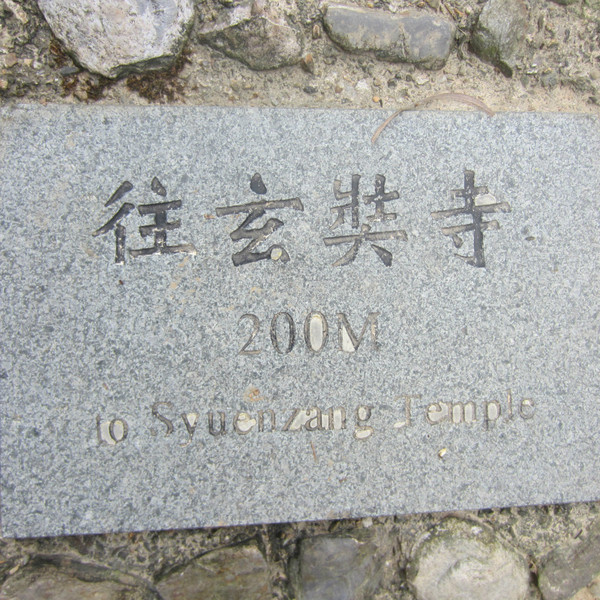 往玄奘寺
200M
to Syuenzang Temple